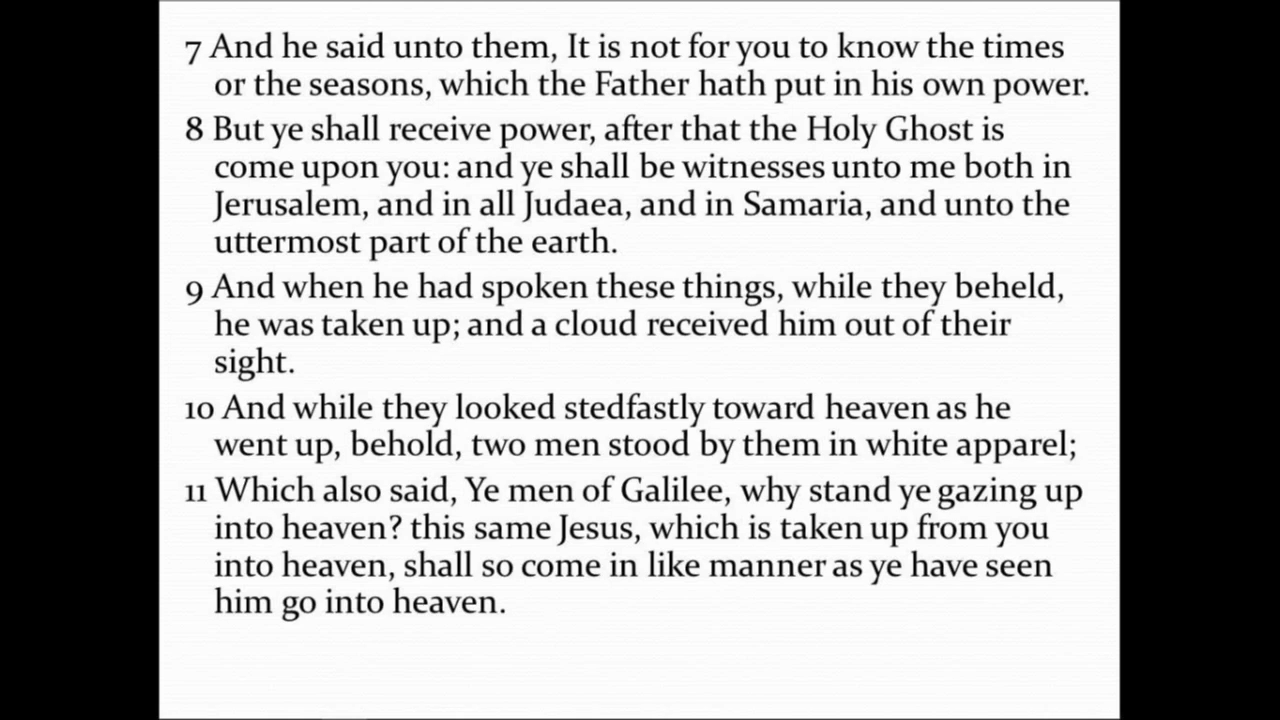 7 And he said unto them, It is not for you to know the times
or the seasons, which the Father hath put in his own power.
8 But ye shall receive power, after that the Holy Ghost is
come upon you: and ye shall be witnesses unto me both in
Jerusalem, and in all Judaea, and in Samaria, and unto the
uttermost part of the earth.
9 And when he had spoken these things, while they beheld,
he was taken up; and a cloud received him out of their
sight.
10 And while they looked stedfastly toward heaven as he
went up, behold, two men stood by them in white apparel;
11 Which also said, Ye men of Galilee, why stand ye gazing up
into heaven? this same Jesus, which is taken up from you
into heaven, shall so come in like manner as ye have seen
him go into heaven.